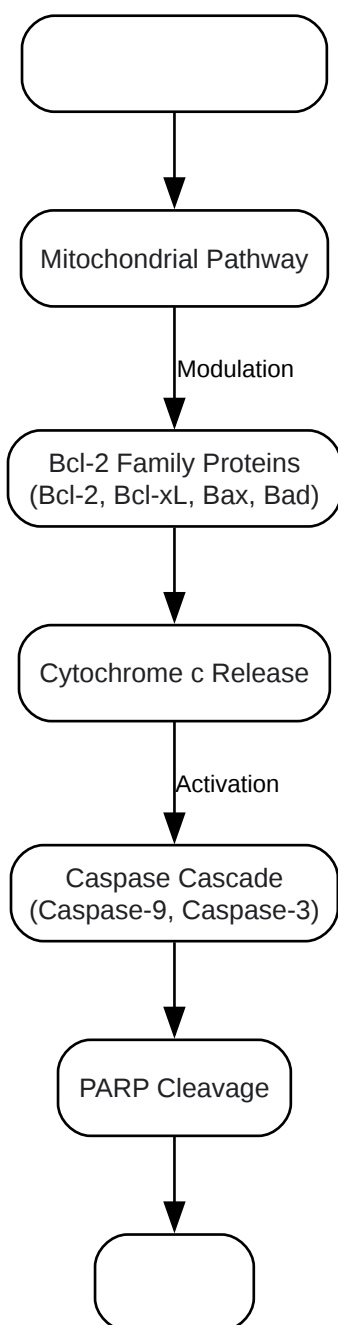 Mitochondrial Pathway
Modulation
Bcl-2 Family Proteins
(Bcl-2, Bcl-xL, Bax, Bad)
Cytochrome c Release
Activation
Caspase Cascade
(Caspase-9, Caspase-3)
PARP Cleavage